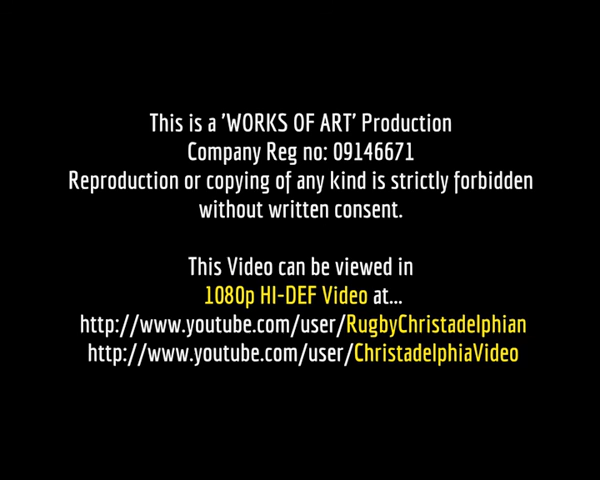 This is a 'WORKS OF ART' Production
Company Reg no: 09146671
Reproduction or copying of any kind is strictly forbidden
without written consent.
This Video can be viewed in
1080p HI-DEF Video at...
http://www.youtube.com/user/RugbyChristadelphian
http://www.youtube.com/user/ChristadelphiaVideo